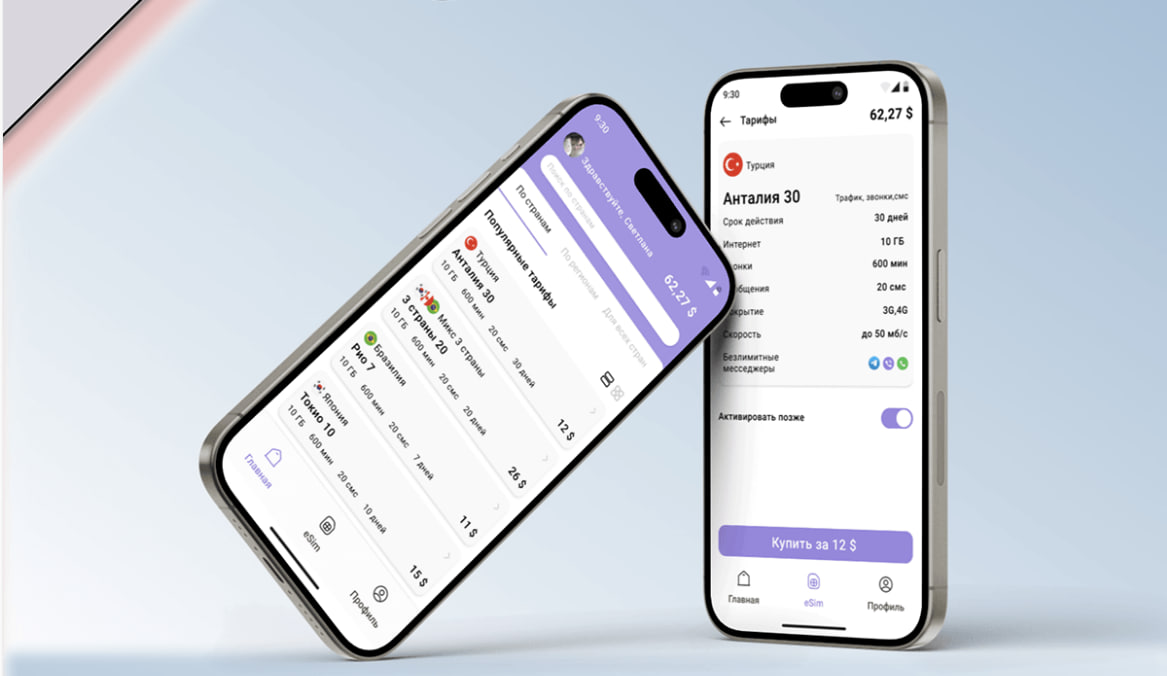 9:30
Здравствуйте, Светлана
62,27 $
Поиск по странам
По странам
По регионам
Для всех стран
Популярные тарифы
Турция
Анталия 30
10 ГБ 600 мин 20 смс 30 дней
12 $
Микс 3 страны
3 страны 20
10 ГБ 600 мин 20 смс 20 дней
26 $
Бразилия
Рио 7
10 ГБ 600 мин 20 смс 7 дней
11 $
Япония
Токио 10
10 ГБ 600 мин 20 смс 10 дней
15 $
Главная
eSim
Профиль
9:30
Тарифы
62,27 $
Турция
Анталия 30
Трафик, звонки,смс
Срок действия
30 дней
Интернет
10 ГБ
онки
600 мин
бщения
20 смс
крытие
3G,4G
Скорость
до 50 мб/с
Безлимитные
месседжеры
Активировать позже
Купить за 12 $
Главная
eSim
Профиль